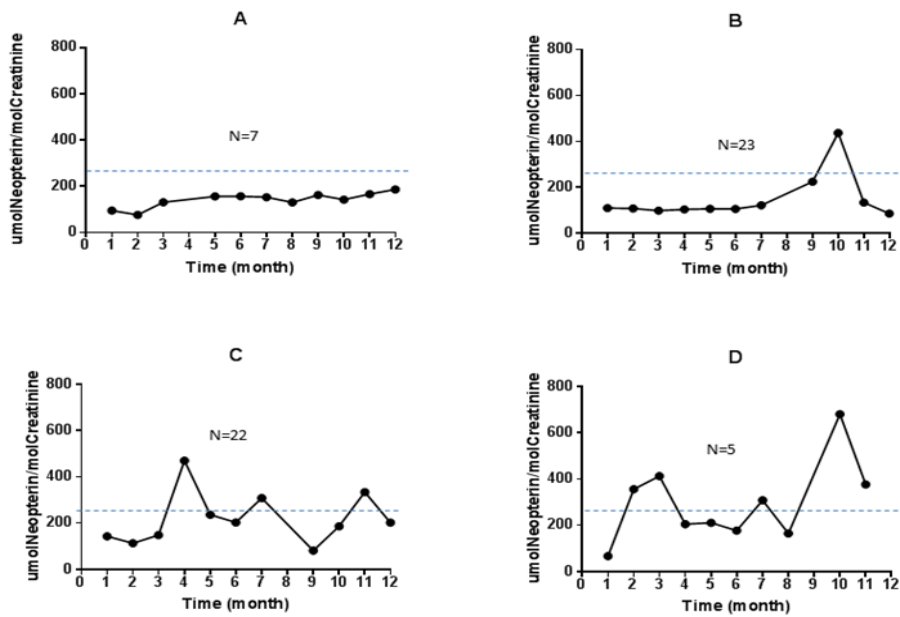 A
umolNeopterin/molCreatinine
800
600
400
200
0
N=7
0 1 2 3 4 5 6 7 8 9 10 11 12
Time (month)
B
umolNeopterin/molCreatinine
800
600
400
200
0
N=23
0 1 2 3 4 5 6 7 8 9 10 11 12
Time (month)
C
umolNeopterin/molCreatinine
800
600
400
200
0
N=22
0 1 2 3 4 5 6 7 8 9 10 11 12
Time (month)
D
umolNeopterin/molCreatinine
800
600
400
200
0
N=5
0 1 2 3 4 5 6 7 8 9 10 11 12
Time (month)